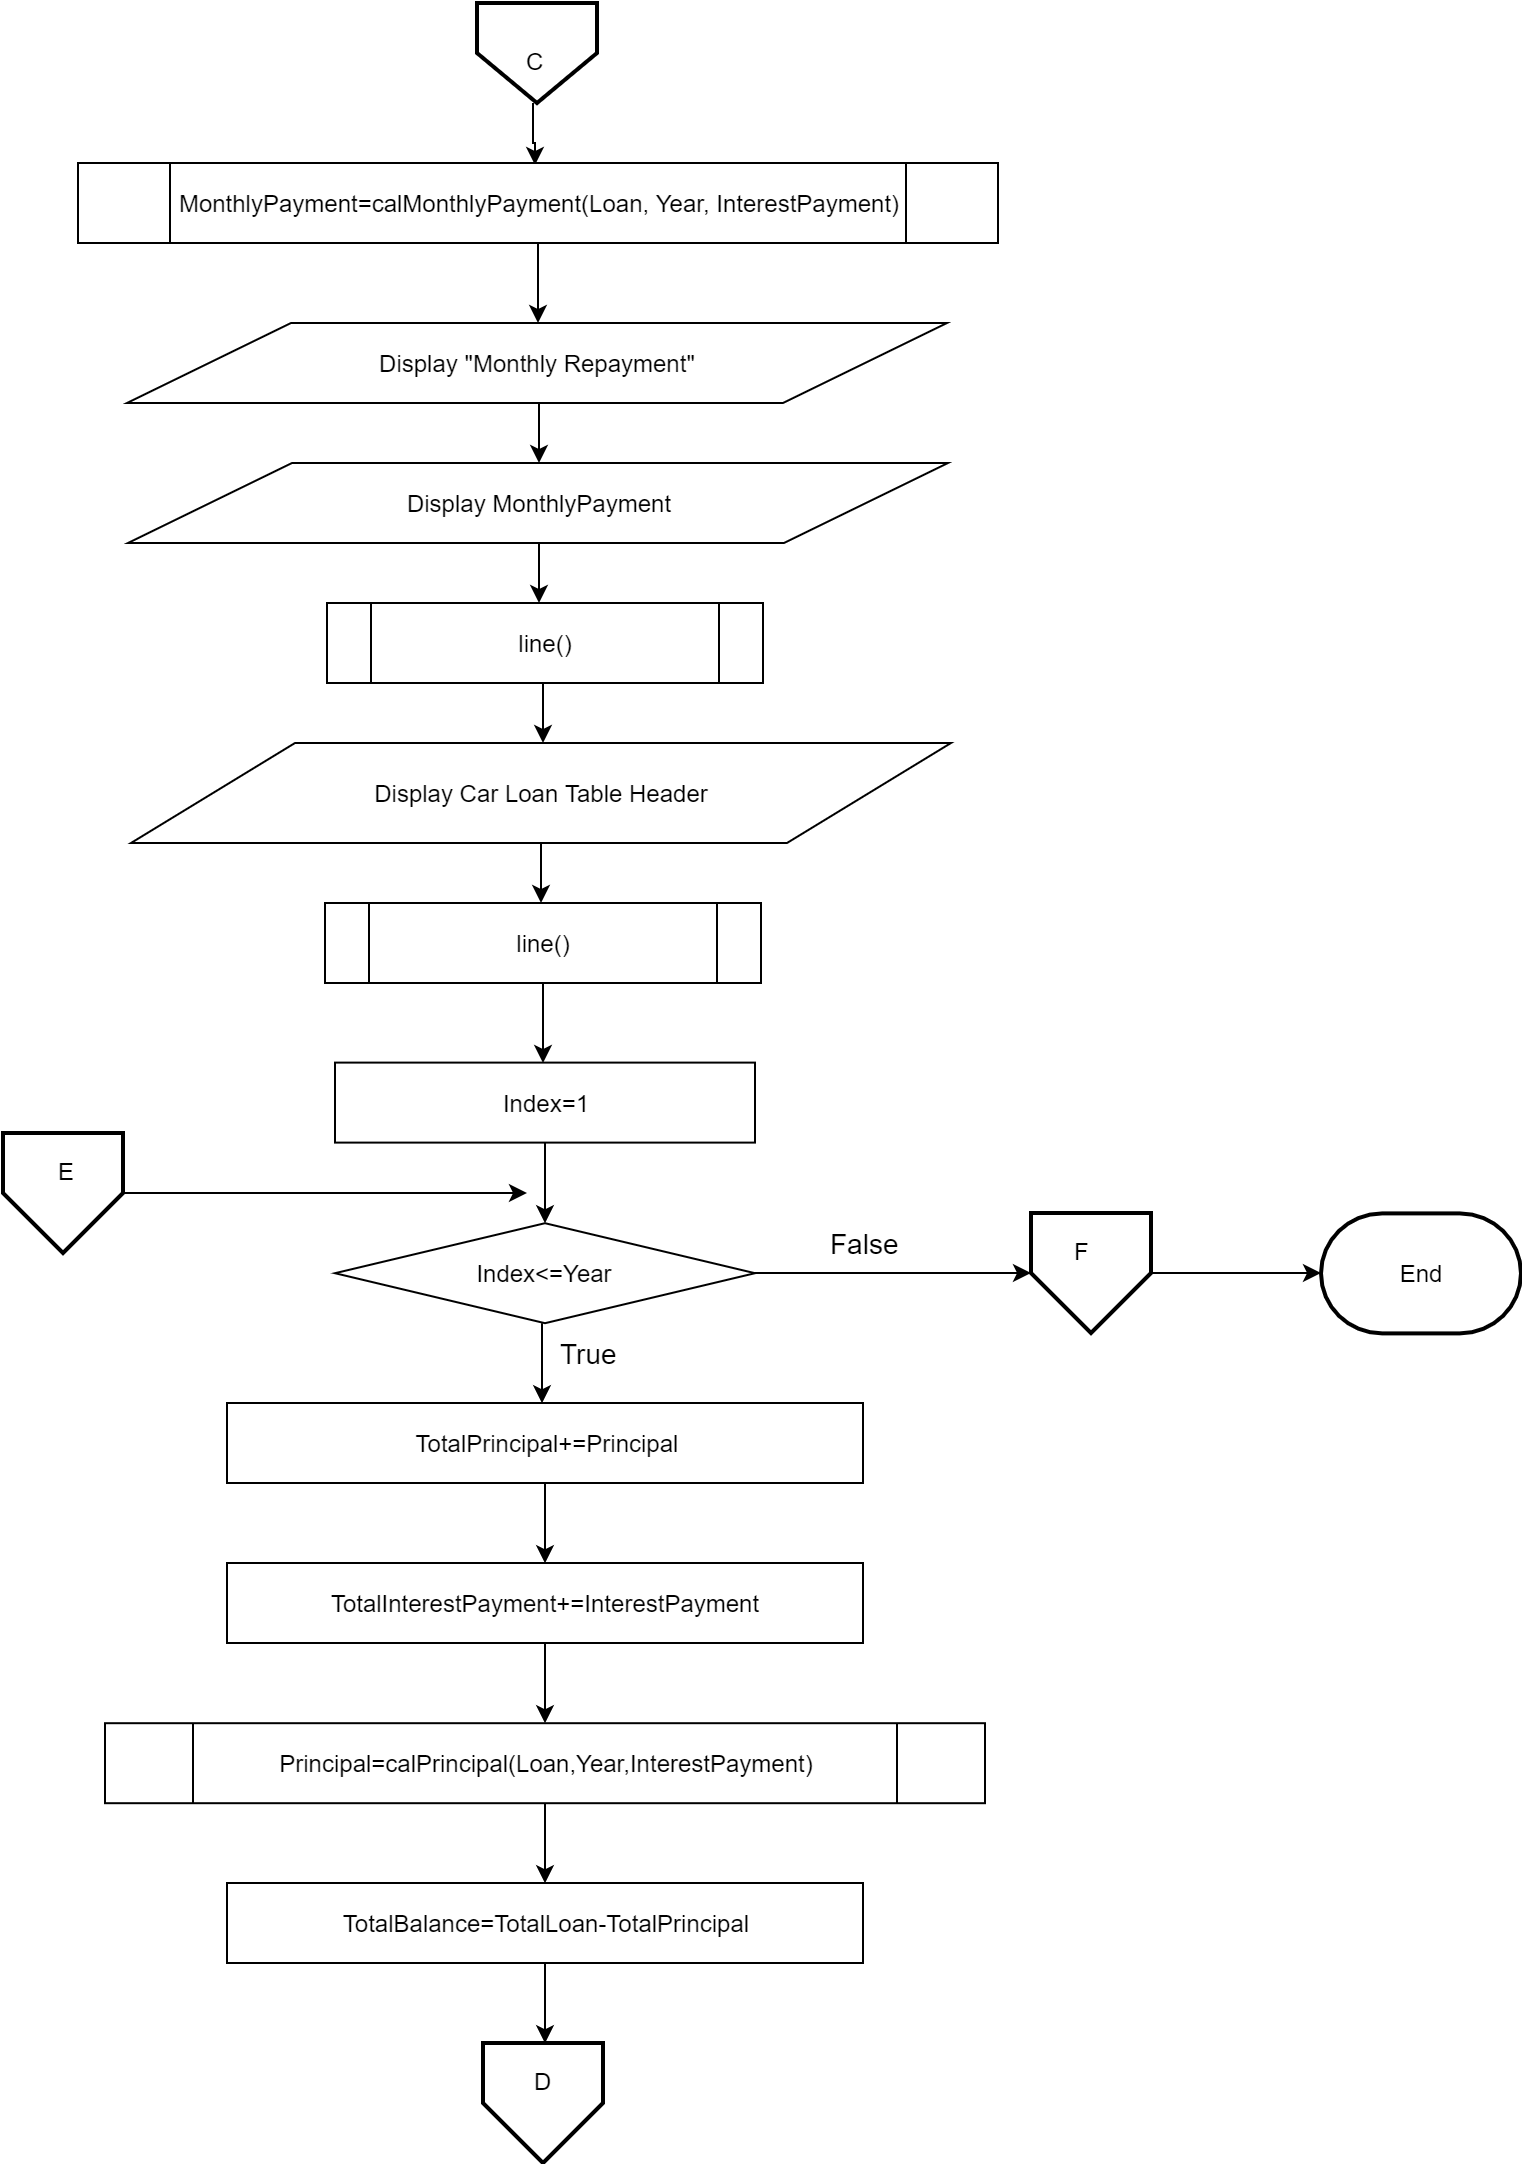 C
MonthlyPayment=calMonthlyPayment(Loan, Year, InterestPayment)
Display "Monthly Repayment"
Display MonthlyPayment
line()
Display Car Loan Table Header
line()
Index=1
E
False
F
Index<=Year
End
True
TotalPrincipal+=Principal
TotalInterestPayment+=InterestPayment
Principal=calPrincipal(Loan,Year,InterestPayment)
TotalBalance=TotalLoan-TotalPrincipal
D